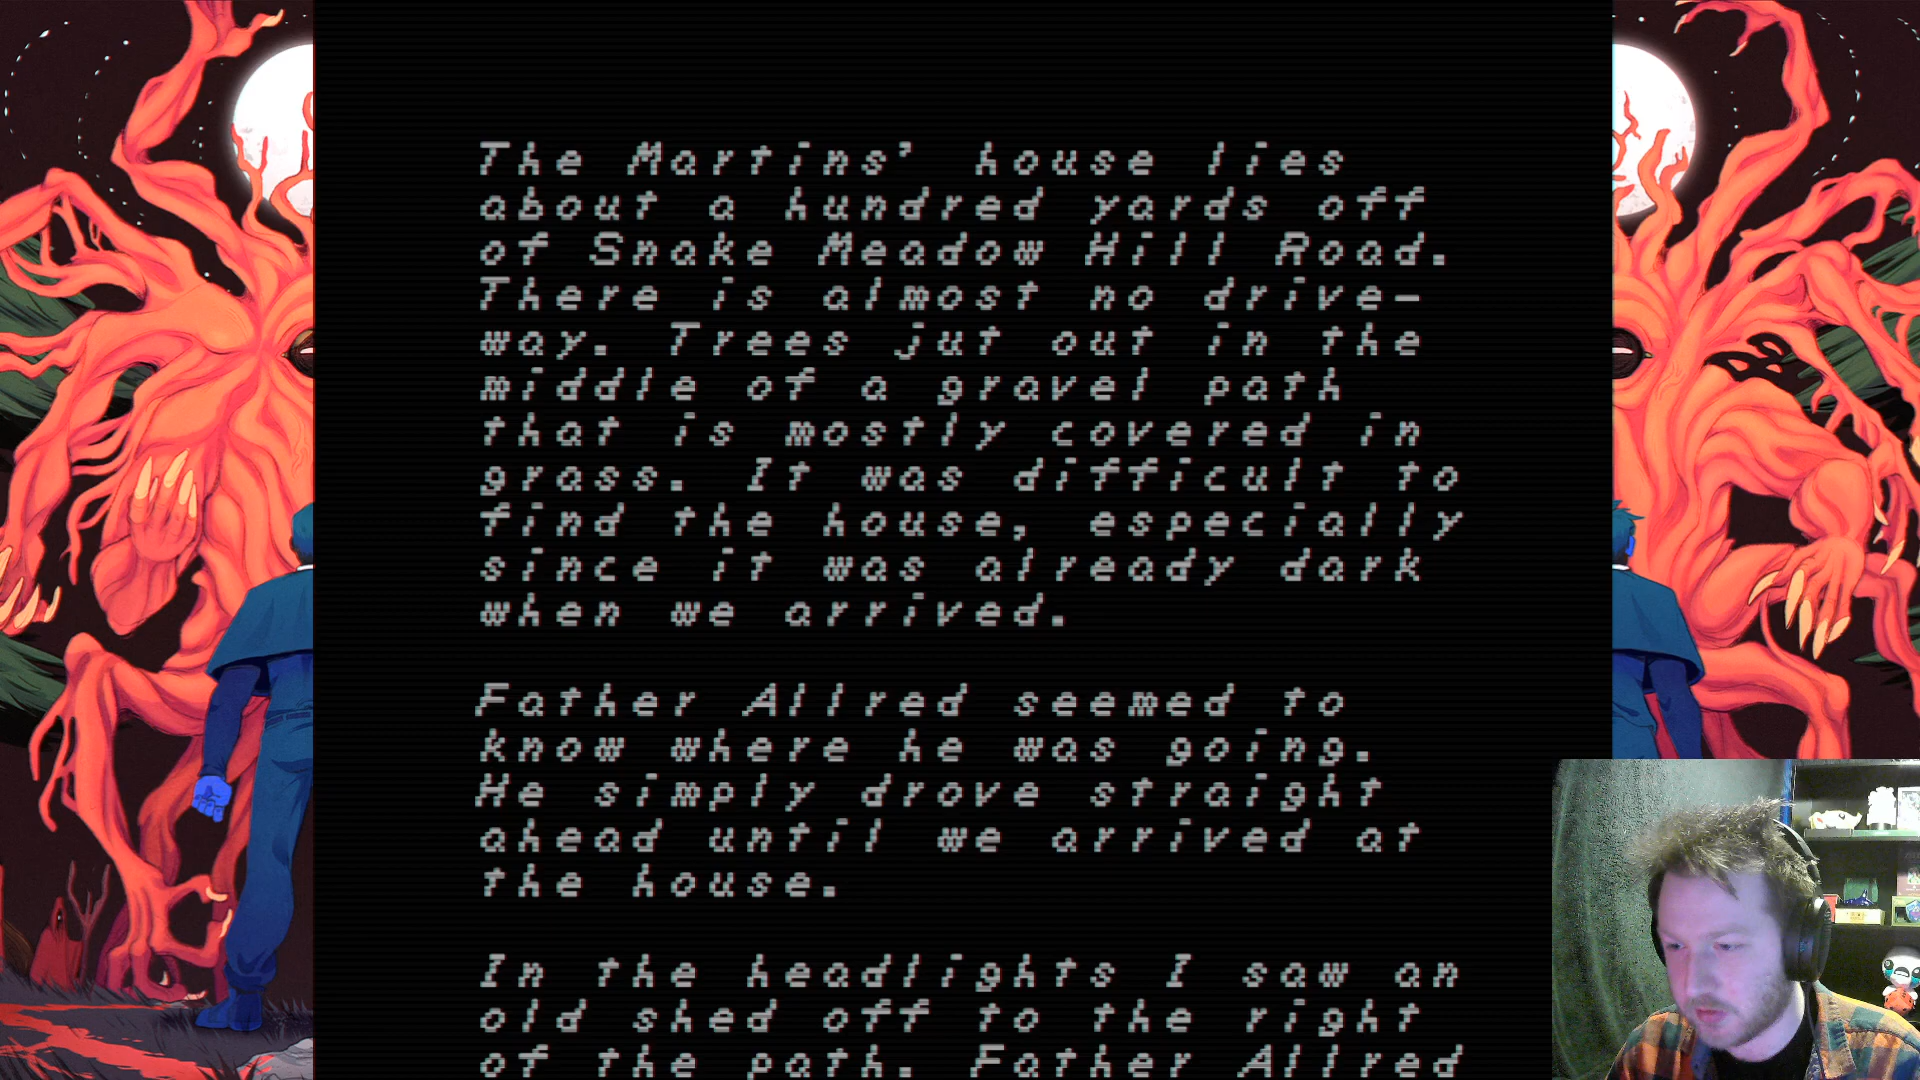 The Martins' house lies
about a hundred yards off
of Snake Meadow Hill Road.
There is almost no drive-
way. Trees jut out in the
middle of a gravel path
that is mostly covered in
grass. It was difficult to
find the house, especially
since it was already dark
when we arrived.
Father Allred seemed to
know where he was going.
He simply drove straight
ahead until we arrived at
the house.
In the headlights I saw an
old shed off to the right
of the path. Father Allred